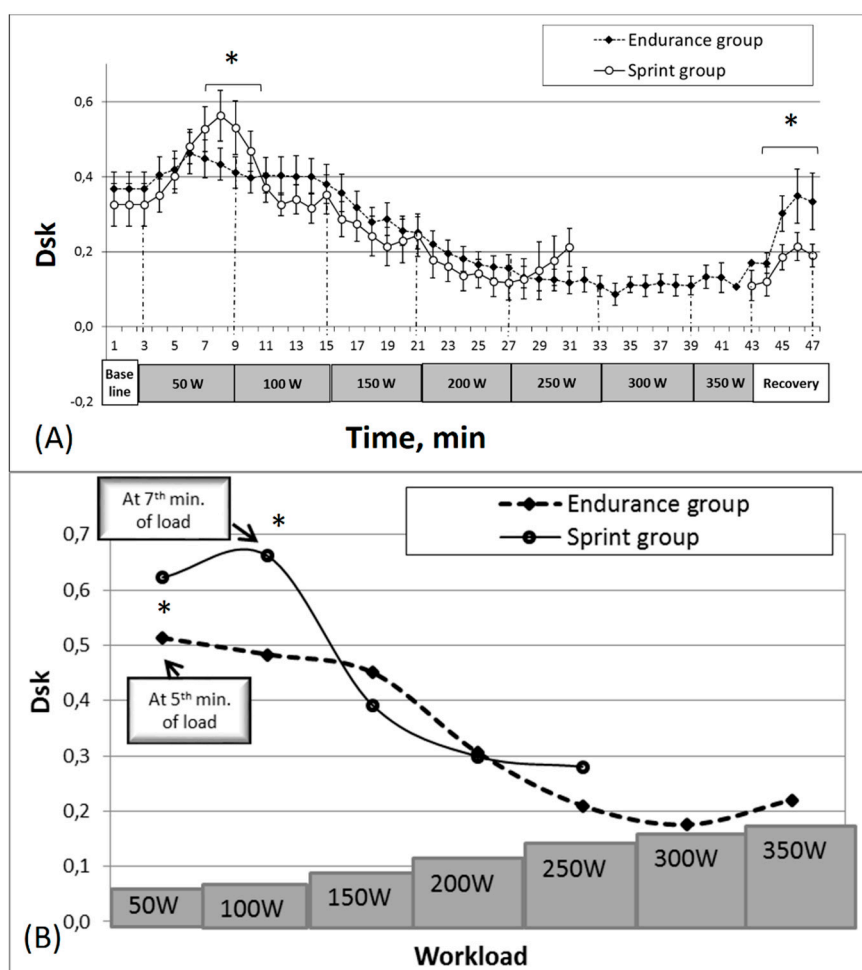 Endurance group
Sprint group
*
*
0,6
0,4
0,2
0,0
-0,2
Dsk
1 3 5 7 9 11 13 15 17 19 21 23 25 27 29 31 33 35 37 39 41 43 45 47
Base
line
50 W 100 W 150 W 200 W 250 W 300 W 350 W Recovery
(A)
Time, min
At 7th min.
of load
*
Endurance group
Sprint group
0,7
0,6
0,5
0,4
0,3
0,2
0,1
0,0
*
At 5th min.
of load
Dsk
50W 100W 150W 200W 250W 300W 350W
(B)
Workload